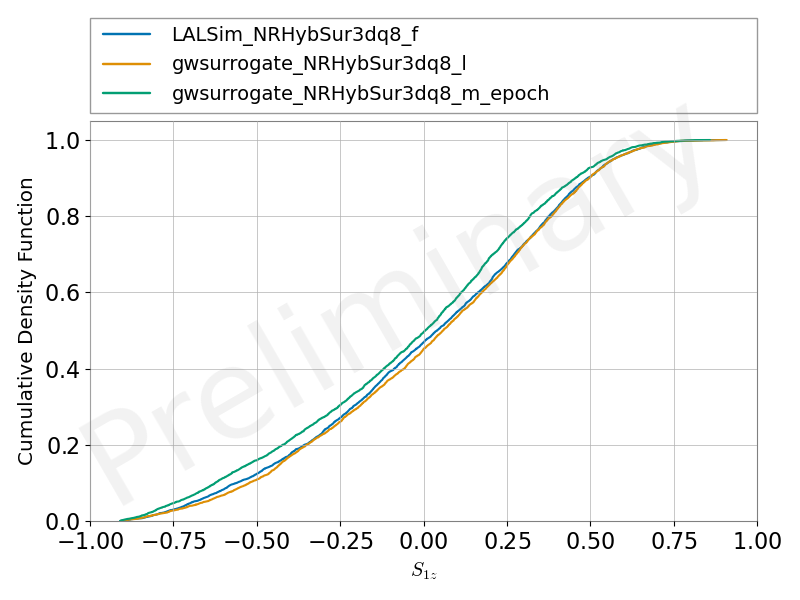 LALSim_NRHybSur3dq8_f
gwsurrogate_NRHybSur3dq8_l
gwsurrogate_NRHybSur3dq8_m_epoch
Preliminary
Cumulative Density Function
1.0
0.8
0.6
0.4
0.2
0.0
−1.00 −0.75 −0.50 −0.25 0.00 0.25 0.50 0.75 1.00
S₁z